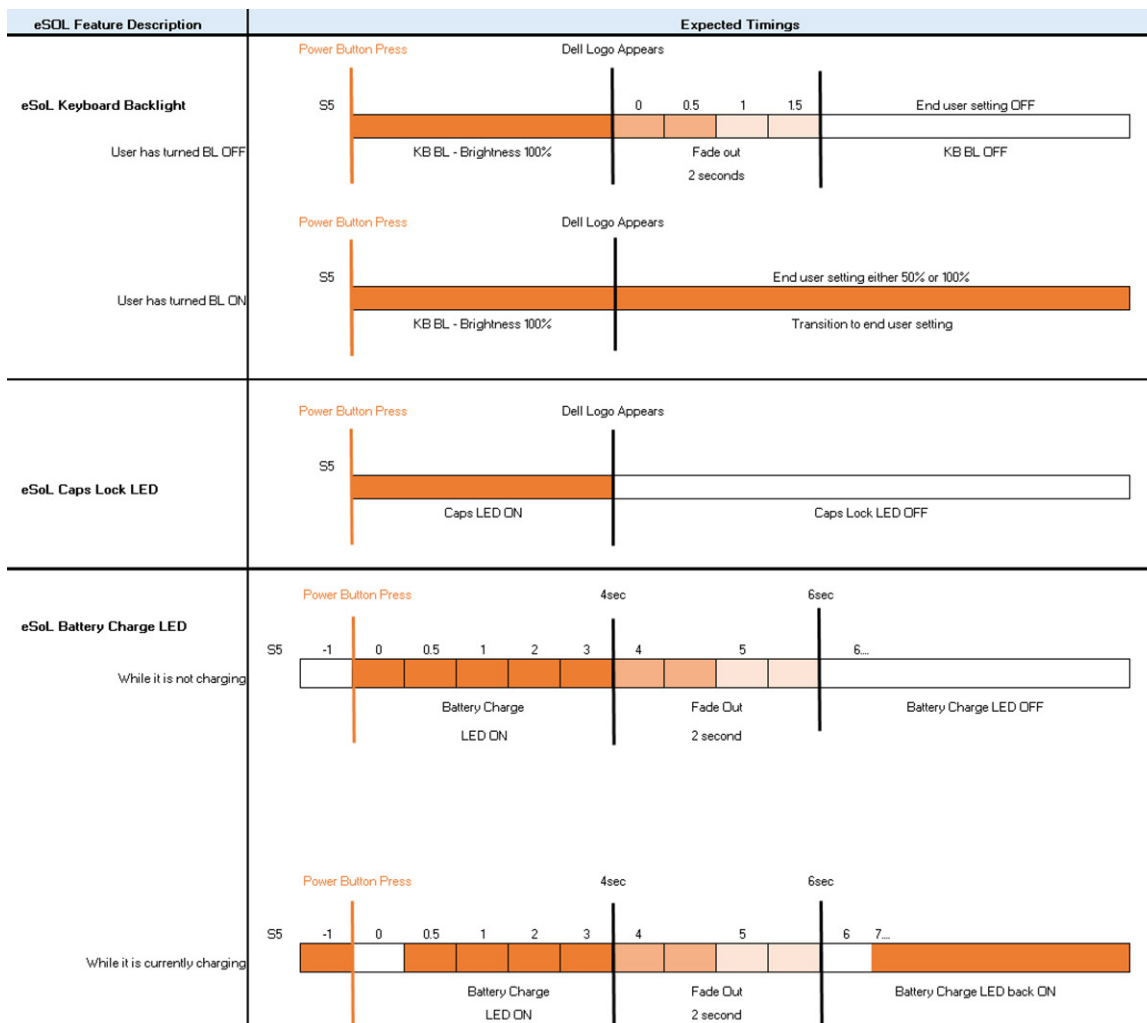 eSOL Feature Description Expected Timings
Power Button Press Dell Logo Appears
eSoL Keyboard Backlight S5 0 0.5 1 1.5 End user setting OFF
User has turned BL OFF KB BL - Brightness 100% Fade out KB BL OFF
2 seconds
Power Button Press Dell Logo Appears
S5 End user setting either 50% or 100%
User has turned BL ON KB BL - Brightness 100% Transition to end user setting
Power Button Press Dell Logo Appears
S5
eSoL Caps Lock LED
Caps LED ON Caps Lock LED OFF
Power Button Press 4sec 6sec
eSoL Battery Charge LED
S5 -1 0 0.5 1 2 3 4 5 6....
While it is not charging
Battery Charge Fade Out Battery Charge LED OFF
LED ON 2 second
Power Button Press 4sec 6sec
S5 -1 0 0.5 1 2 3 4 5 6 7....
While it is currently charging
Battery Charge Fade Out Battery Charge LED back ON
LED ON 2 second